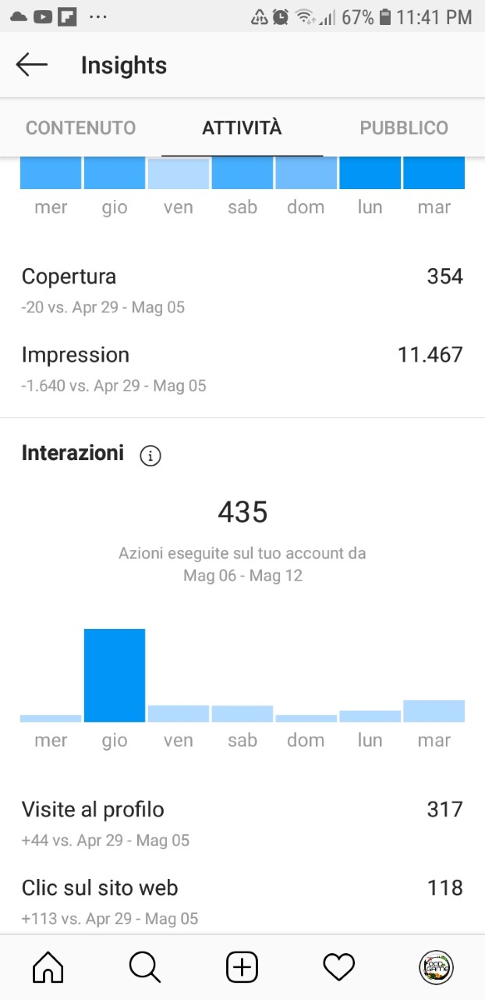 67% 11:41 PM
Insights
CONTENUTO ATTIVITÀ PUBBLICO
mer gio ven sab dom lun mar
Copertura 354
-20 vs. Apr 29 - Mag 05
Impression 11.467
-1.640 vs. Apr 29 - Mag 05
Interazioni
435
Azioni eseguite sul tuo account da
Mag 06 - Mag 12
mer gio ven sab dom lun mar
Visite al profilo 317
+44 vs. Apr 29 - Mag 05
Clic sul sito web 118
+113 vs. Apr 29 - Mag 05
FOOD
GAME